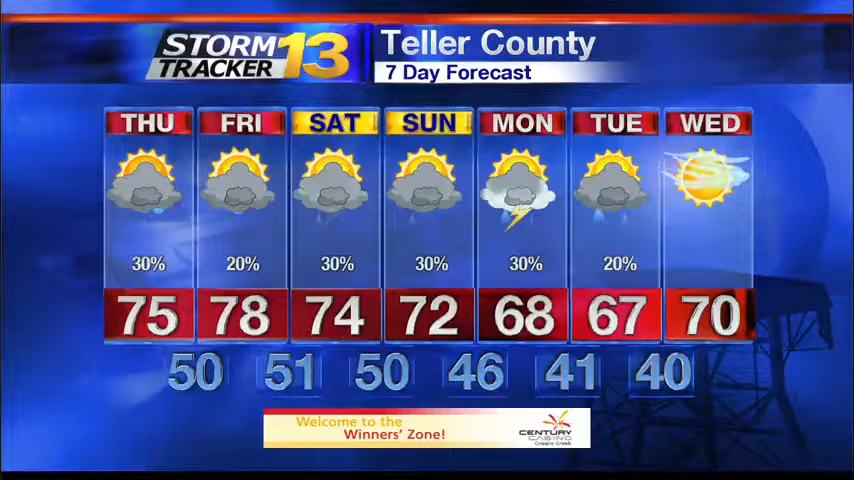 STORM
TRACKER 13
Teller County
7 Day Forecast
THU FRI SAT SUN MON TUE WED
30% 20% 30% 30% 30% 20%
75 78 74 72 68 67 70
50 51 50 46 41 40
Welcome to the
Winners' Zone!
CENTURY
CASINO
Cripple Creek